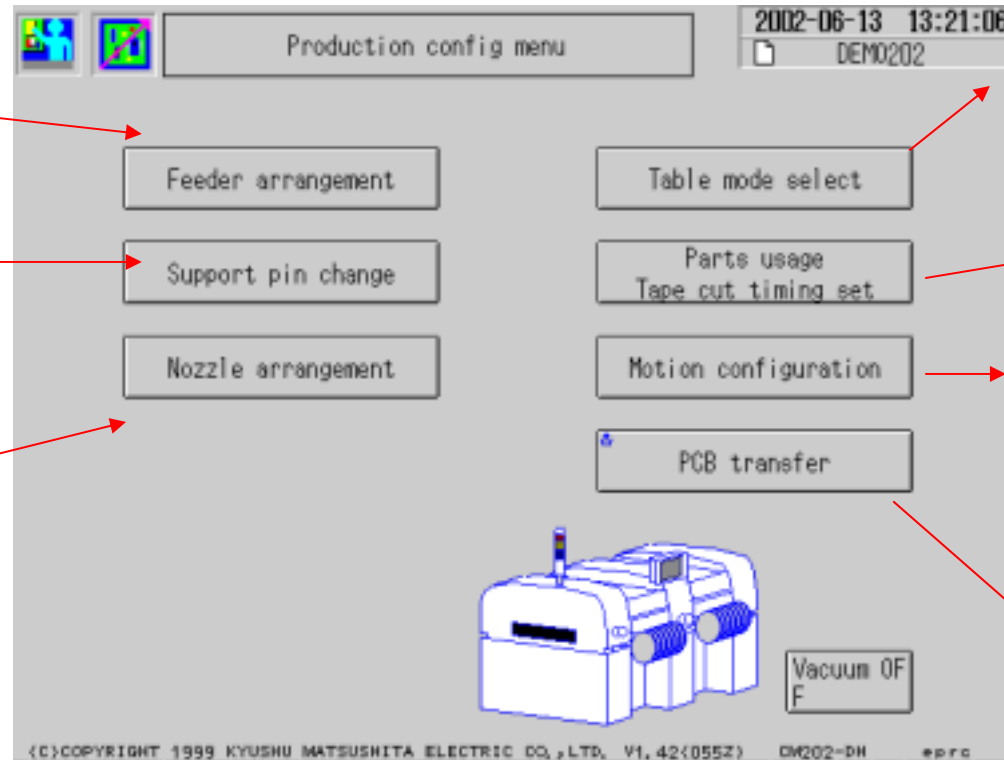 Production config menu
2002-06-13 13:21:06
DEMO202
Feeder arrangement
Table mode select
Support pin change
Parts usage
Tape cut timing set
Nozzle arrangement
Motion configuration
PCB transfer
Vacuum OF
F
(C)COPYRIGHT 1999 KYUSHU MATSUSHITA ELECTRIC CO.,LTD. V1.42(055Z) CM202-DH eprc